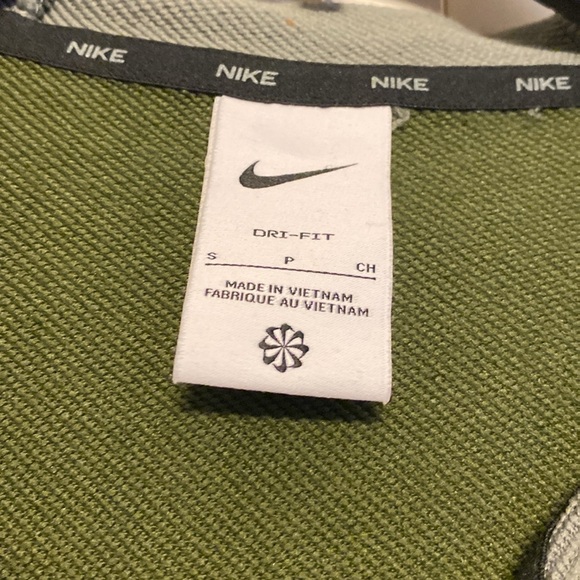 NIKE NIKE NIKE NIKE
DRI-FIT
S P CH
MADE IN VIETNAM
FABRIQUE AU VIETNAM